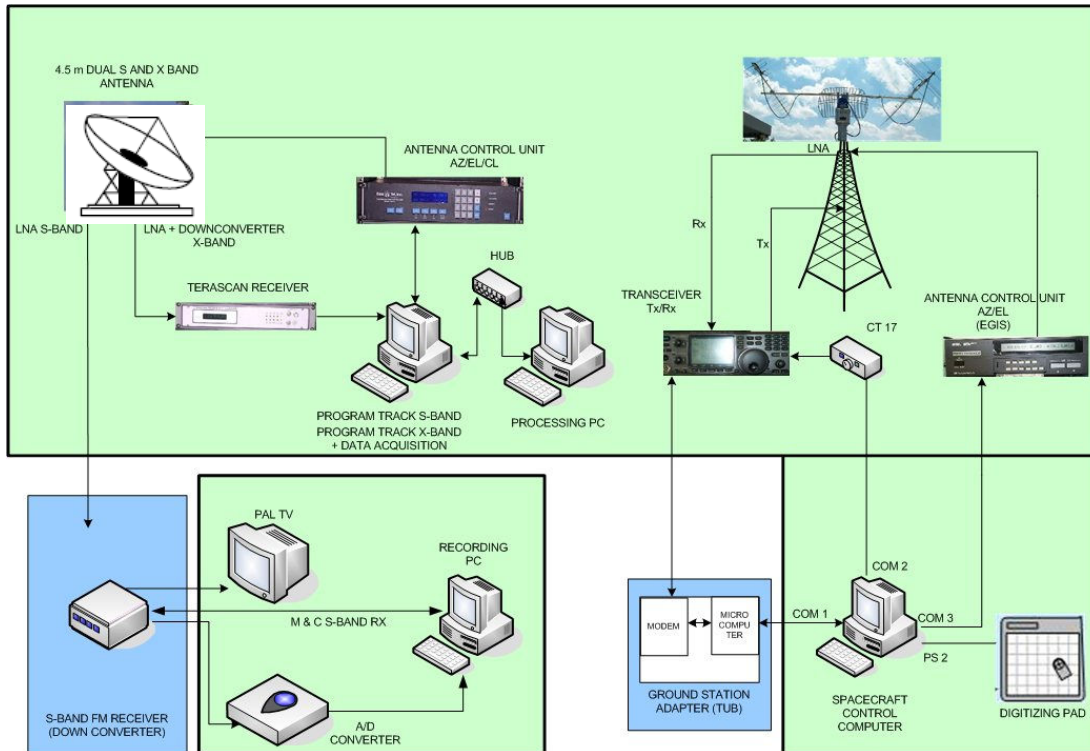 4.5 m DUAL S AND X BAND
ANTENNA
ANTENNA CONTROL UNIT
AZ/EL/CL
LNA
LNA S-BAND
LNA + DOWNCONVERTER
X-BAND
Rx
Tx
HUB
TERASCAN RECEIVER
TRANSCEIVER
Tx/Rx
CT 17
ANTENNA CONTROL UNIT
AZ/EL
(EGIS)
PROGRAM TRACK S-BAND
PROGRAM TRACK X-BAND
+ DATA ACQUISITION
PROCESSING PC
PAL TV
RECORDING
PC
M & C S-BAND RX
S-BAND FM RECEIVER
(DOWN CONVERTER)
A/D
CONVERTER
MODEM
MICRO
COMPU
TER
GROUND STATION
ADAPTER (TUB)
COM 1
COM 2
COM 3
PS 2
SPACECRAFT
CONTROL
COMPUTER
DIGITIZING PAD